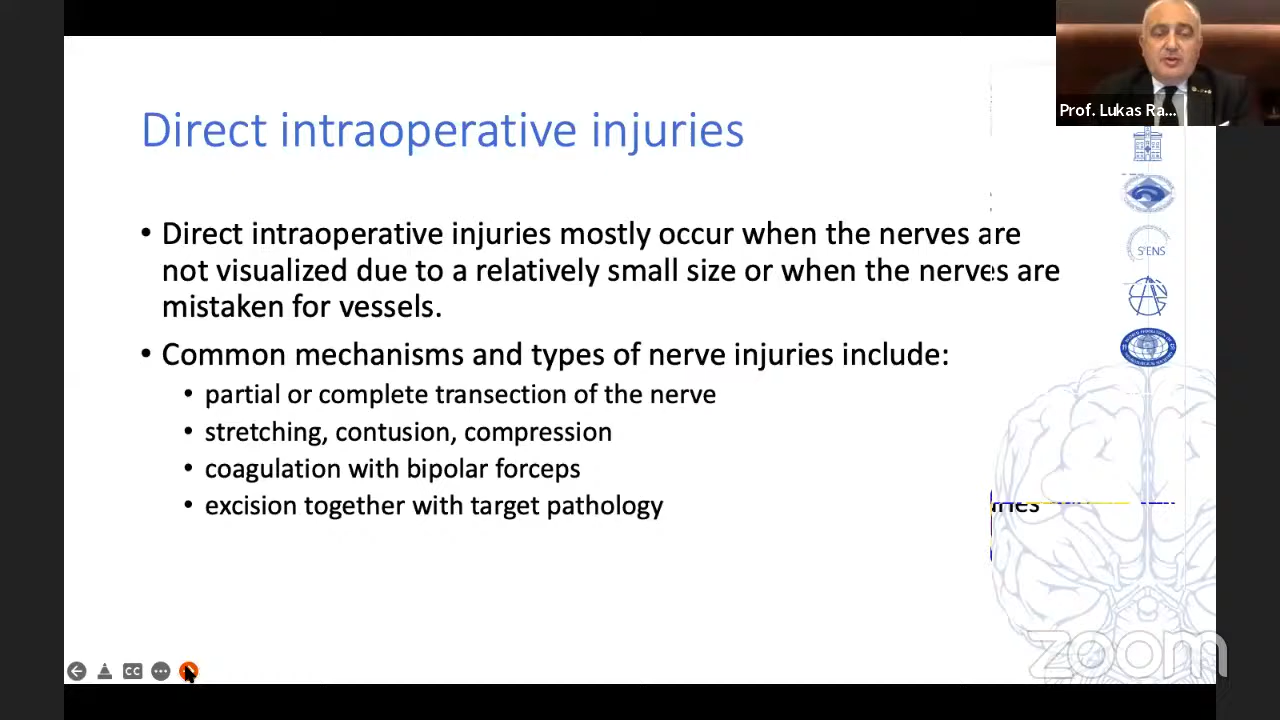 Prof. Lukas Ra...
Direct intraoperative injuries
• Direct intraoperative injuries mostly occur when the nerves are
not visualized due to a relatively small size or when the nerves are
mistaken for vessels.
• Common mechanisms and types of nerve injuries include:
• partial or complete transection of the nerve
• stretching, contusion, compression
• coagulation with bipolar forceps
• excision together with target pathology
S'ENS
EANS
CC
zoom